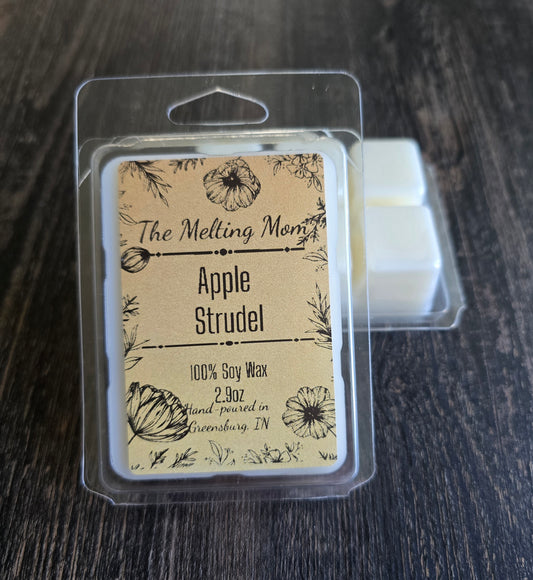 The Melting Mom
Apple
Strudel
100% Soy Wax
2.9oz
Hand-poured in
Greensburg, IN